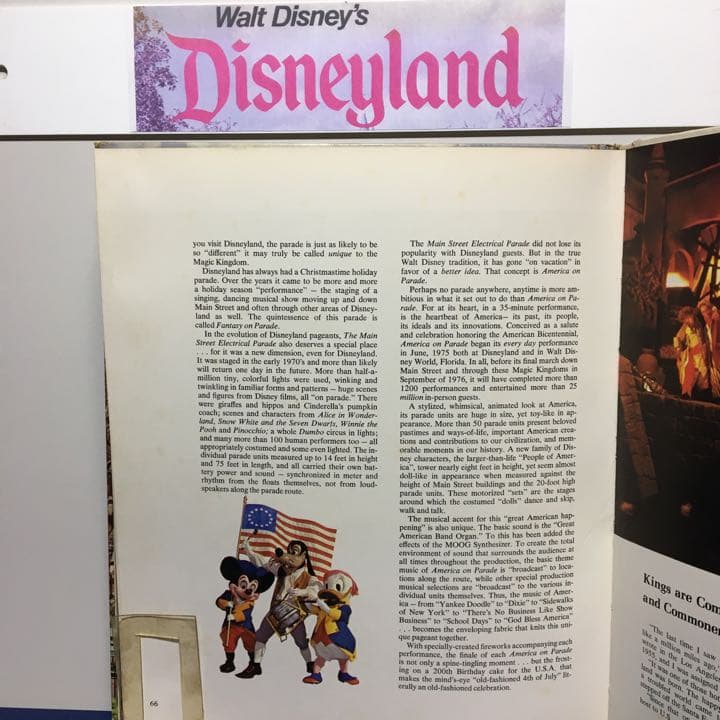 Walt Disney's
Disneyland
you visit Disneyland, the parade is just as likely to be
so "different" it may truly be called unique to the
Magic Kingdom.
Disneyland has always had a Christmastime holiday
parade. Over the years it came to be more and more
a holiday season "performance" — the staging of a
singing, dancing musical show moving up and down
Main Street and often through other areas of Disney-
land as well. The quintessence of this parade is
called Fantasy on Parade.
In the evolution of Disneyland pageants, The Main
Street Electrical Parade also deserves a special place
. . . for it was a new dimension, even for Disneyland.
It was staged in the early 1970's and more than likely
will return one day in the future. More than half-a-
million tiny, colorful lights were used, winking and
twinkling in familiar forms and patterns — huge scenes
and figures from Disney films, all "on parade." There
were giraffes and hippos and Cinderella's pumpkin
coach; scenes and characters from Alice in Wonder-
land, Snow White and the Seven Dwarfs, Winnie the
Pooh and Pinocchio; a whole Dumbo circus in lights;
and many more than 100 human performers too — all
appropriately costumed and some even lighted. The in-
dividual parade units measured up to 14 feet in height
and 75 feet in length, and all carried their own bat-
tery power and sound — synchronized in meter and
rhythm from the floats themselves, not from loud-
speakers along the parade route.
66
The Main Street Electrical Parade did not lose its
popularity with Disneyland guests. But in the true
Walt Disney tradition, it has gone "on vacation" in
favor of a better idea. That concept is America on
Parade.
Perhaps no parade anywhere, anytime is more am-
bitious in what it set out to do than America on Pa-
rade. For at its heart, in a 35-minute performance,
is the heartbeat of America— its past, its people,
its ideals and its innovations. Conceived as a salute
and celebration honoring the American Bicentennial,
America on Parade began its every day performance
in June, 1975 both at Disneyland and in Walt Dis-
ney World, Florida. In all, before its final march down
Main Street and through these Magic Kingdoms in
September of 1976, it will have completed more than
1200 performances and entertained more than 25
million in-person guests.
A stylized, whimsical, animated look at America,
its parade units are huge in size, yet toy-like in ap-
pearance. More than 50 parade units present beloved
pastimes and ways-of-life, important American crea-
tions and contributions to our civilization, and mem-
orable moments in our history. A new family of Dis-
ney characters, the larger-than-life "People of Amer-
ica", tower nearly eight feet in height, yet seem almost
doll-like in appearance when measured against the
height of Main Street buildings and the 20-foot high
parade units. These motorized "sets" are the stages
around which the costumed "dolls" dance and skip,
walk and talk.
The musical accent for this "great American hap-
pening" is also unique. The basic sound is the "Great
American Band Organ." To this has been added the
effects of the MOOG Synthesizer. To create the total
environment of sound that surrounds the audience at
all times throughout the production, the basic theme
music of America on Parade is "broadcast" to loca-
tions along the route, while other special production
musical selections are "broadcast" to the various in-
dividual units themselves. Thus, the music of Amer-
ica — from "Yankee Doodle" to "Dixie" to "Sidewalks
of New York" to "There's No Business Like Show
Business" to "School Days" to "God Bless America"
. . . becomes the enveloping fabric that knits this uni-
que pageant together.
With specially-created fireworks accompanying each
performance, the finale of each America on Parade
is not only a spine-tingling moment . . . but the frost-
ing on a 200th Birthday cake for the U.S.A. that
makes the mind's-eye "old-fashioned 4th of July" lit-
erally an old-fashioned celebration.
Kings are Com
and Commone
"The last time I saw
like a million miles ago,
wrote in the Los Angeles
1955, and I was assigned
"It was one of those hot
a troubled world came
stepped off the Santa
host to U